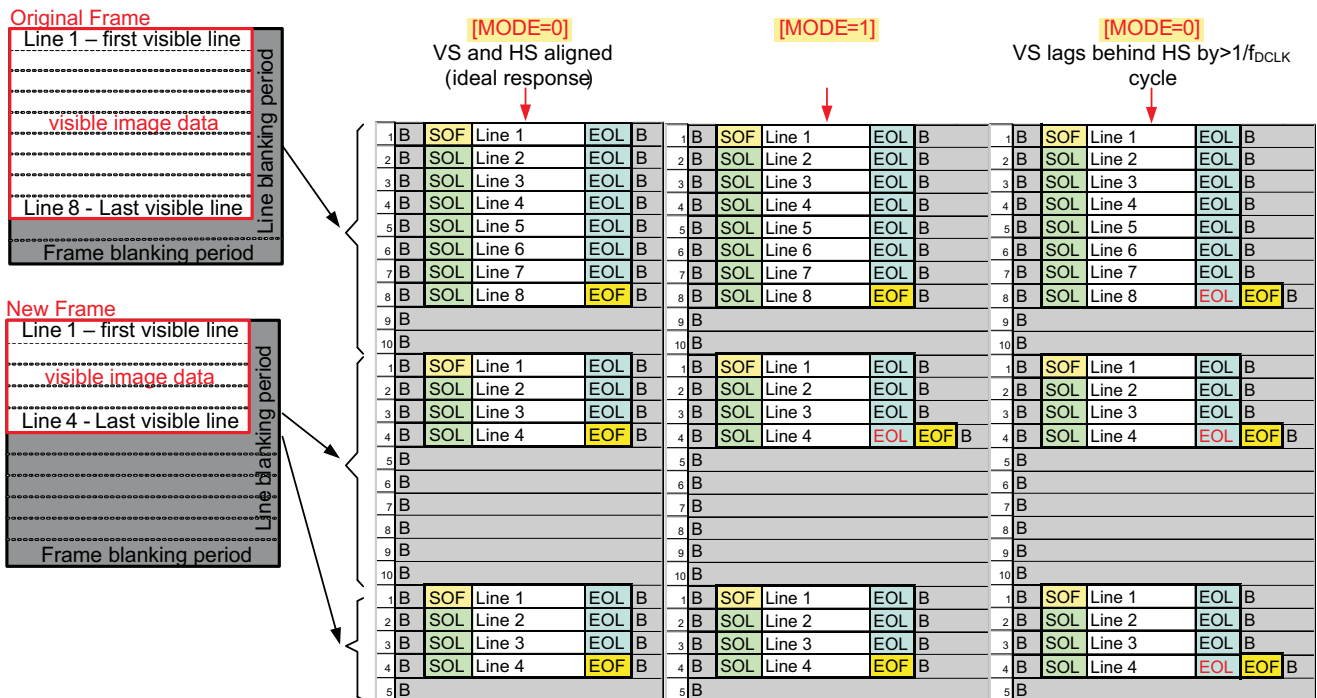 Original Frame
Line 1 – first visible line
visible image data
Line 8 - Last visible line
Line blanking period
Frame blanking period
New Frame
Line 1 – first visible line
visible image data
Line 4 - Last visible line
Line blanking period
Frame blanking period
[MODE=0]
VS and HS aligned
(ideal response)
1 B SOF Line 1 EOL B
2 B SOL Line 2 EOL B
3 B SOL Line 3 EOL B
4 B SOL Line 4 EOL B
5 B SOL Line 5 EOL B
6 B SOL Line 6 EOL B
7 B SOL Line 7 EOL B
8 B SOL Line 8 EOF B
9 B
10 B
1 B SOF Line 1 EOL B
2 B SOL Line 2 EOL B
3 B SOL Line 3 EOL B
4 B SOL Line 4 EOF B
5 B
6 B
7 B
8 B
9 B
10 B
1 B SOF Line 1 EOL B
2 B SOL Line 2 EOL B
3 B SOL Line 3 EOL B
4 B SOL Line 4 EOF B
5 B
[MODE=1]
1 B SOF Line 1 EOL B
2 B SOL Line 2 EOL B
3 B SOL Line 3 EOL B
4 B SOL Line 4 EOL B
5 B SOL Line 5 EOL B
6 B SOL Line 6 EOL B
7 B SOL Line 7 EOL B
8 B SOL Line 8 EOF B
9 B
10 B
1 B SOF Line 1 EOL B
2 B SOL Line 2 EOL B
3 B SOL Line 3 EOL B
4 B SOL Line 4 EOL EOF B
5 B
6 B
7 B
8 B
9 B
10 B
1 B SOF Line 1 EOL B
2 B SOL Line 2 EOL B
3 B SOL Line 3 EOL B
4 B SOL Line 4 EOF B
5 B
[MODE=0]
VS lags behind HS by>1/fDCLK
cycle
1 B SOF Line 1 EOL B
2 B SOL Line 2 EOL B
3 B SOL Line 3 EOL B
4 B SOL Line 4 EOL B
5 B SOL Line 5 EOL B
6 B SOL Line 6 EOL B
7 B SOL Line 7 EOL B
8 B SOL Line 8 EOL EOF B
9 B
10 B
1 B SOF Line 1 EOL B
2 B SOL Line 2 EOL B
3 B SOL Line 3 EOL B
4 B SOL Line 4 EOL EOF B
5 B
6 B
7 B
8 B
9 B
10 B
1 B SOF Line 1 EOL B
2 B SOL Line 2 EOL B
3 B SOL Line 3 EOL B
4 B SOL Line 4 EOL EOF B
5 B